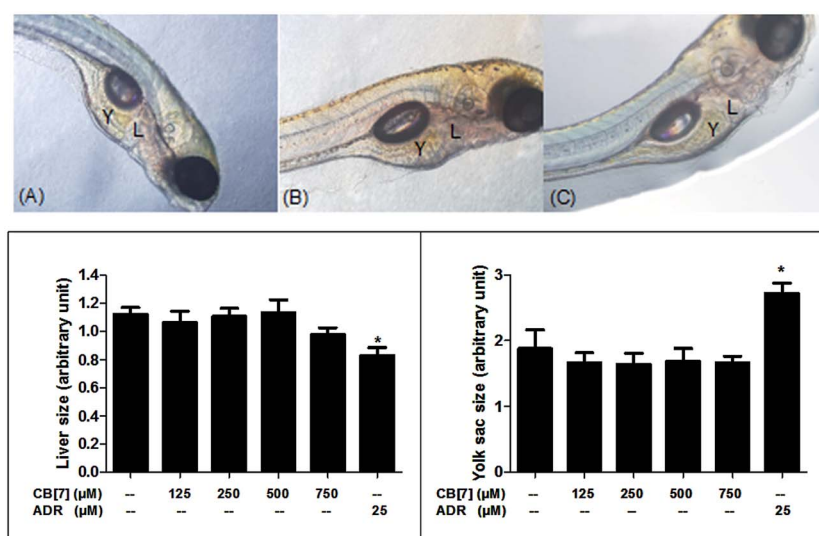 Y
L
(A)
Y
L
(B)
Y
L
(C)
Liver size (arbitrary unit)
1.4
1.2
1.0
0.8
0.6
0.4
0.2
0.0
*
CB[7] (µM) -- 125 250 500 750 --
ADR (µM) -- -- -- -- -- 25
Yolk sac size (arbitrary unit)
3
2
1
0
*
CB[7] (µM) -- 125 250 500 750 --
ADR (µM) -- -- -- -- -- 25